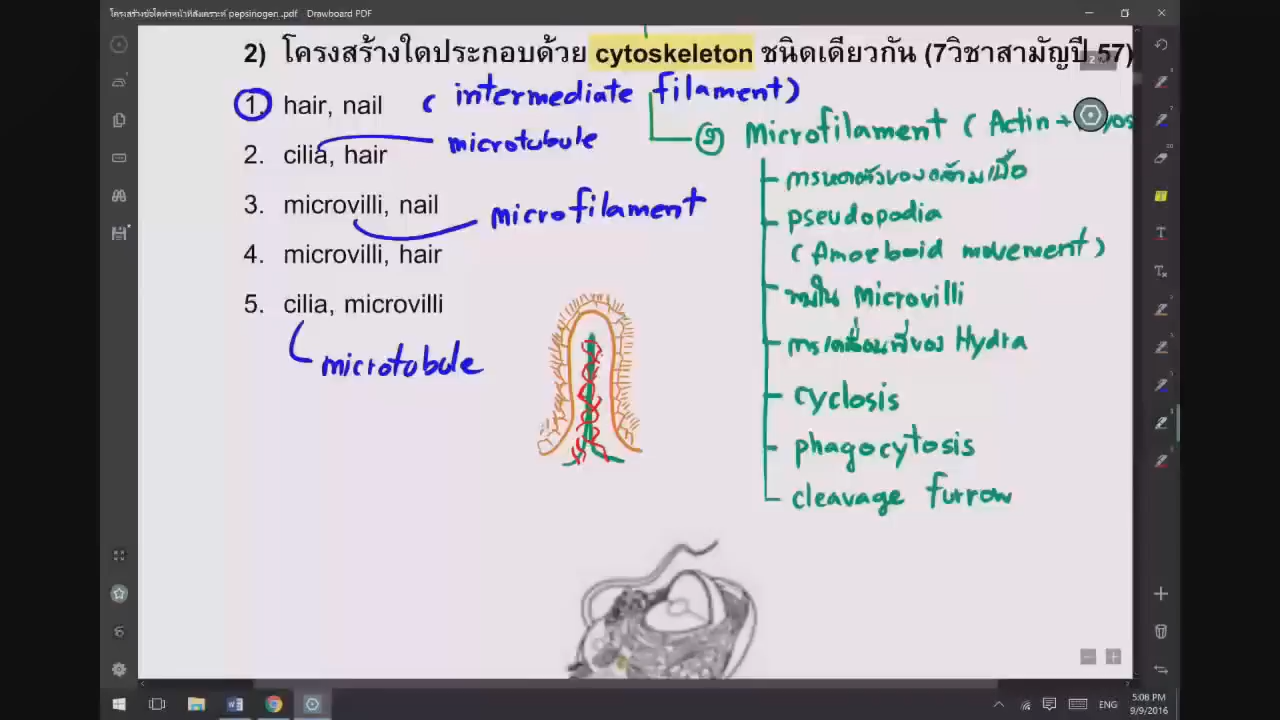 โครงสร้างข้อใดทำหน้าที่สังเคราะห์ pepsinogen .pdf Drawboard PDF
2) โครงสร้างใดประกอบด้วย cytoskeleton ชนิดเดียวกัน (7วิชาสามัญปี 57)
1. hair, nail ( intermediate filament)
② Microfilament ( Actin +
microtubule
2. cilia, hair
การหดตัวของกล้ามเนื้อ
3. microvilli, nail
microfilament
pseudopodia
(Amoeboid movement)
4. microvilli, hair
พบใน Microvilli
5. cilia, microvilli
microtubule
การเคลื่อนที่ของ Hydra
cyclosis
phagocytosis
cleavage furrow
ENG
5:08 PM
9/9/2016